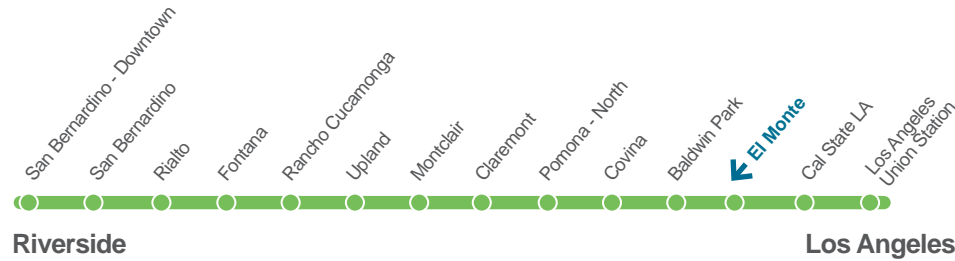 San Bernardino - Downtown
San Bernardino
Rialto
Fontana
Rancho Cucamonga
Upland
Montclair
Claremont
Pomona - North
Covina
Baldwin Park
El Monte
Cal State LA
Los Angeles
Union Station
Riverside
Los Angeles